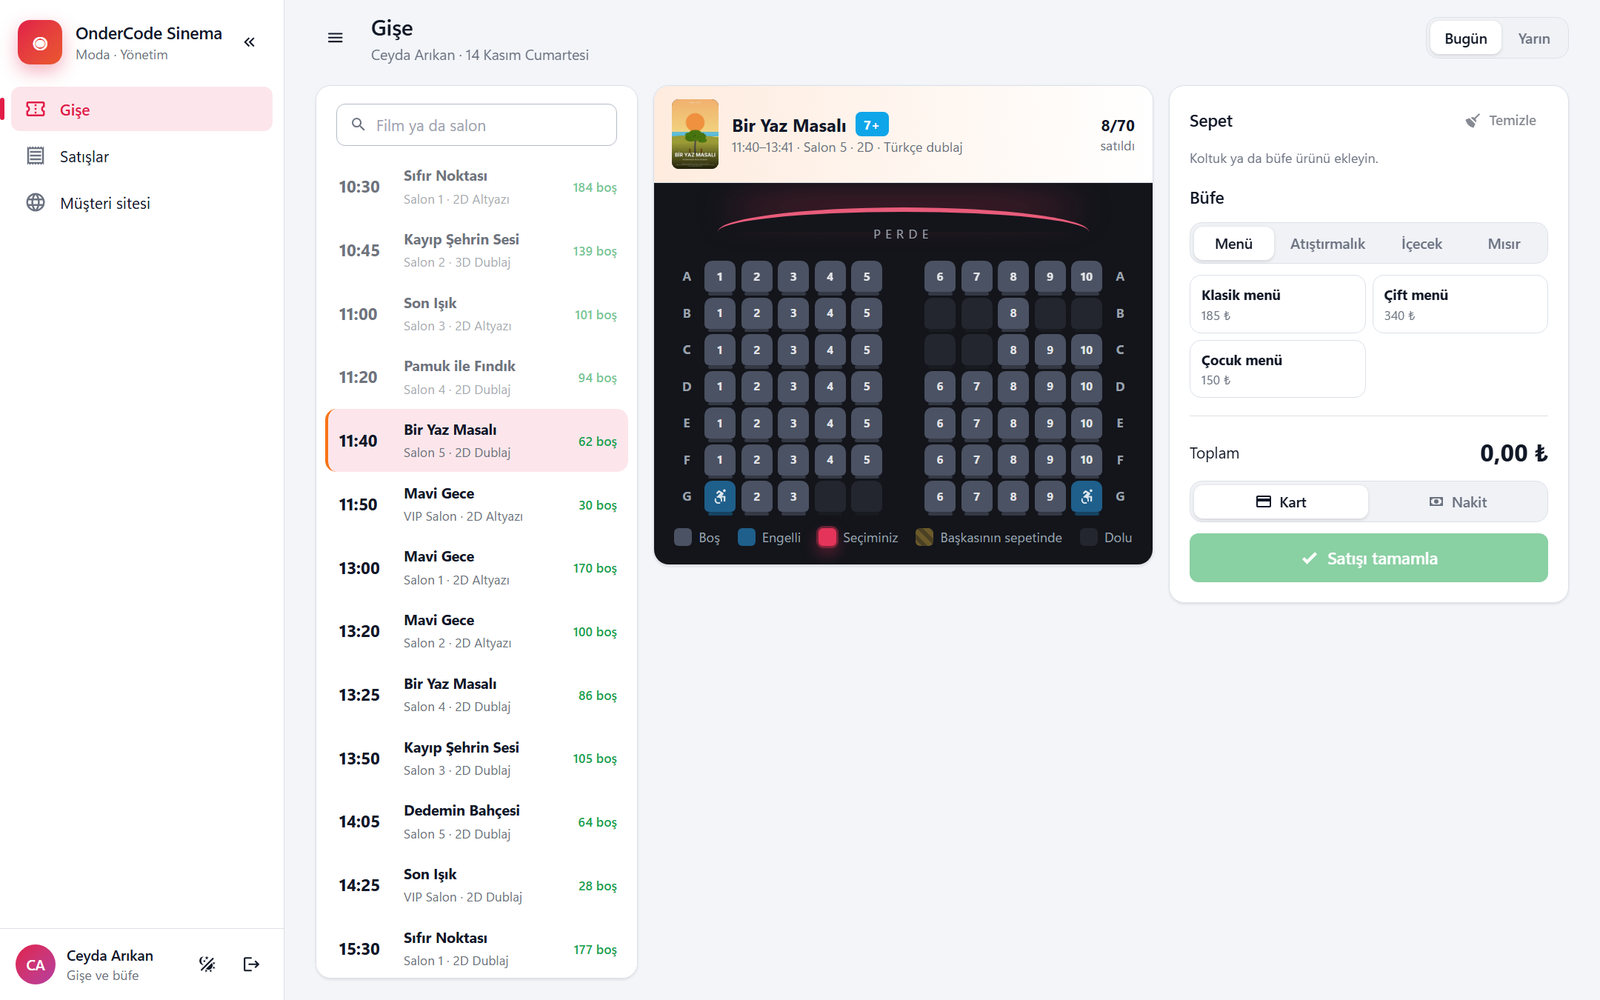 OnderCode Sinema
Moda · Yönetim
Gişe
Satışlar
Müşteri sitesi
CA
Ceyda Arıkan
Gişe ve büfe
Gişe
Ceyda Arıkan · 14 Kasım Cumartesi
Bugün
Yarın
Film ya da salon
10:30
Sıfır Noktası
Salon 1 · 2D Altyazı
184 boş
10:45
Kayıp Şehrin Sesi
Salon 2 · 3D Dublaj
139 boş
11:00
Son Işık
Salon 3 · 2D Altyazı
101 boş
11:20
Pamuk ile Fındık
Salon 4 · 2D Dublaj
94 boş
11:40
Bir Yaz Masalı
Salon 5 · 2D Dublaj
62 boş
11:50
Mavi Gece
VIP Salon · 2D Altyazı
30 boş
13:00
Mavi Gece
Salon 1 · 2D Altyazı
170 boş
13:20
Mavi Gece
Salon 2 · 2D Altyazı
100 boş
13:25
Bir Yaz Masalı
Salon 4 · 2D Dublaj
86 boş
13:50
Kayıp Şehrin Sesi
Salon 3 · 2D Dublaj
105 boş
14:05
Dedemin Bahçesi
Salon 5 · 2D Dublaj
64 boş
14:25
Son Işık
VIP Salon · 2D Dublaj
28 boş
15:30
Sıfır Noktası
Salon 1 · 2D Dublaj
177 boş
BİR YAZ MASALI
Bir Yaz Masalı 7+
11:40–13:41 · Salon 5 · 2D · Türkçe dublaj
8/70
satıldı
PERDE
A 1 2 3 4 5 6 7 8 9 10 A
B 1 2 3 4 5 8 B
C 1 2 3 4 5 8 9 10 C
D 1 2 3 4 5 6 7 8 9 10 D
E 1 2 3 4 5 6 7 8 9 10 E
F 1 2 3 4 5 6 7 8 9 10 F
G 2 3 6 7 8 9 G
Boş Engelli Seçiminiz Başkasının sepetinde Dolu
Sepet
Temizle
Koltuk ya da büfe ürünü ekleyin.
Büfe
Menü Atıştırmalık İçecek Mısır
Klasik menü
185 ₺
Çift menü
340 ₺
Çocuk menü
150 ₺
Toplam
0,00 ₺
Kart
Nakit
Satışı tamamla